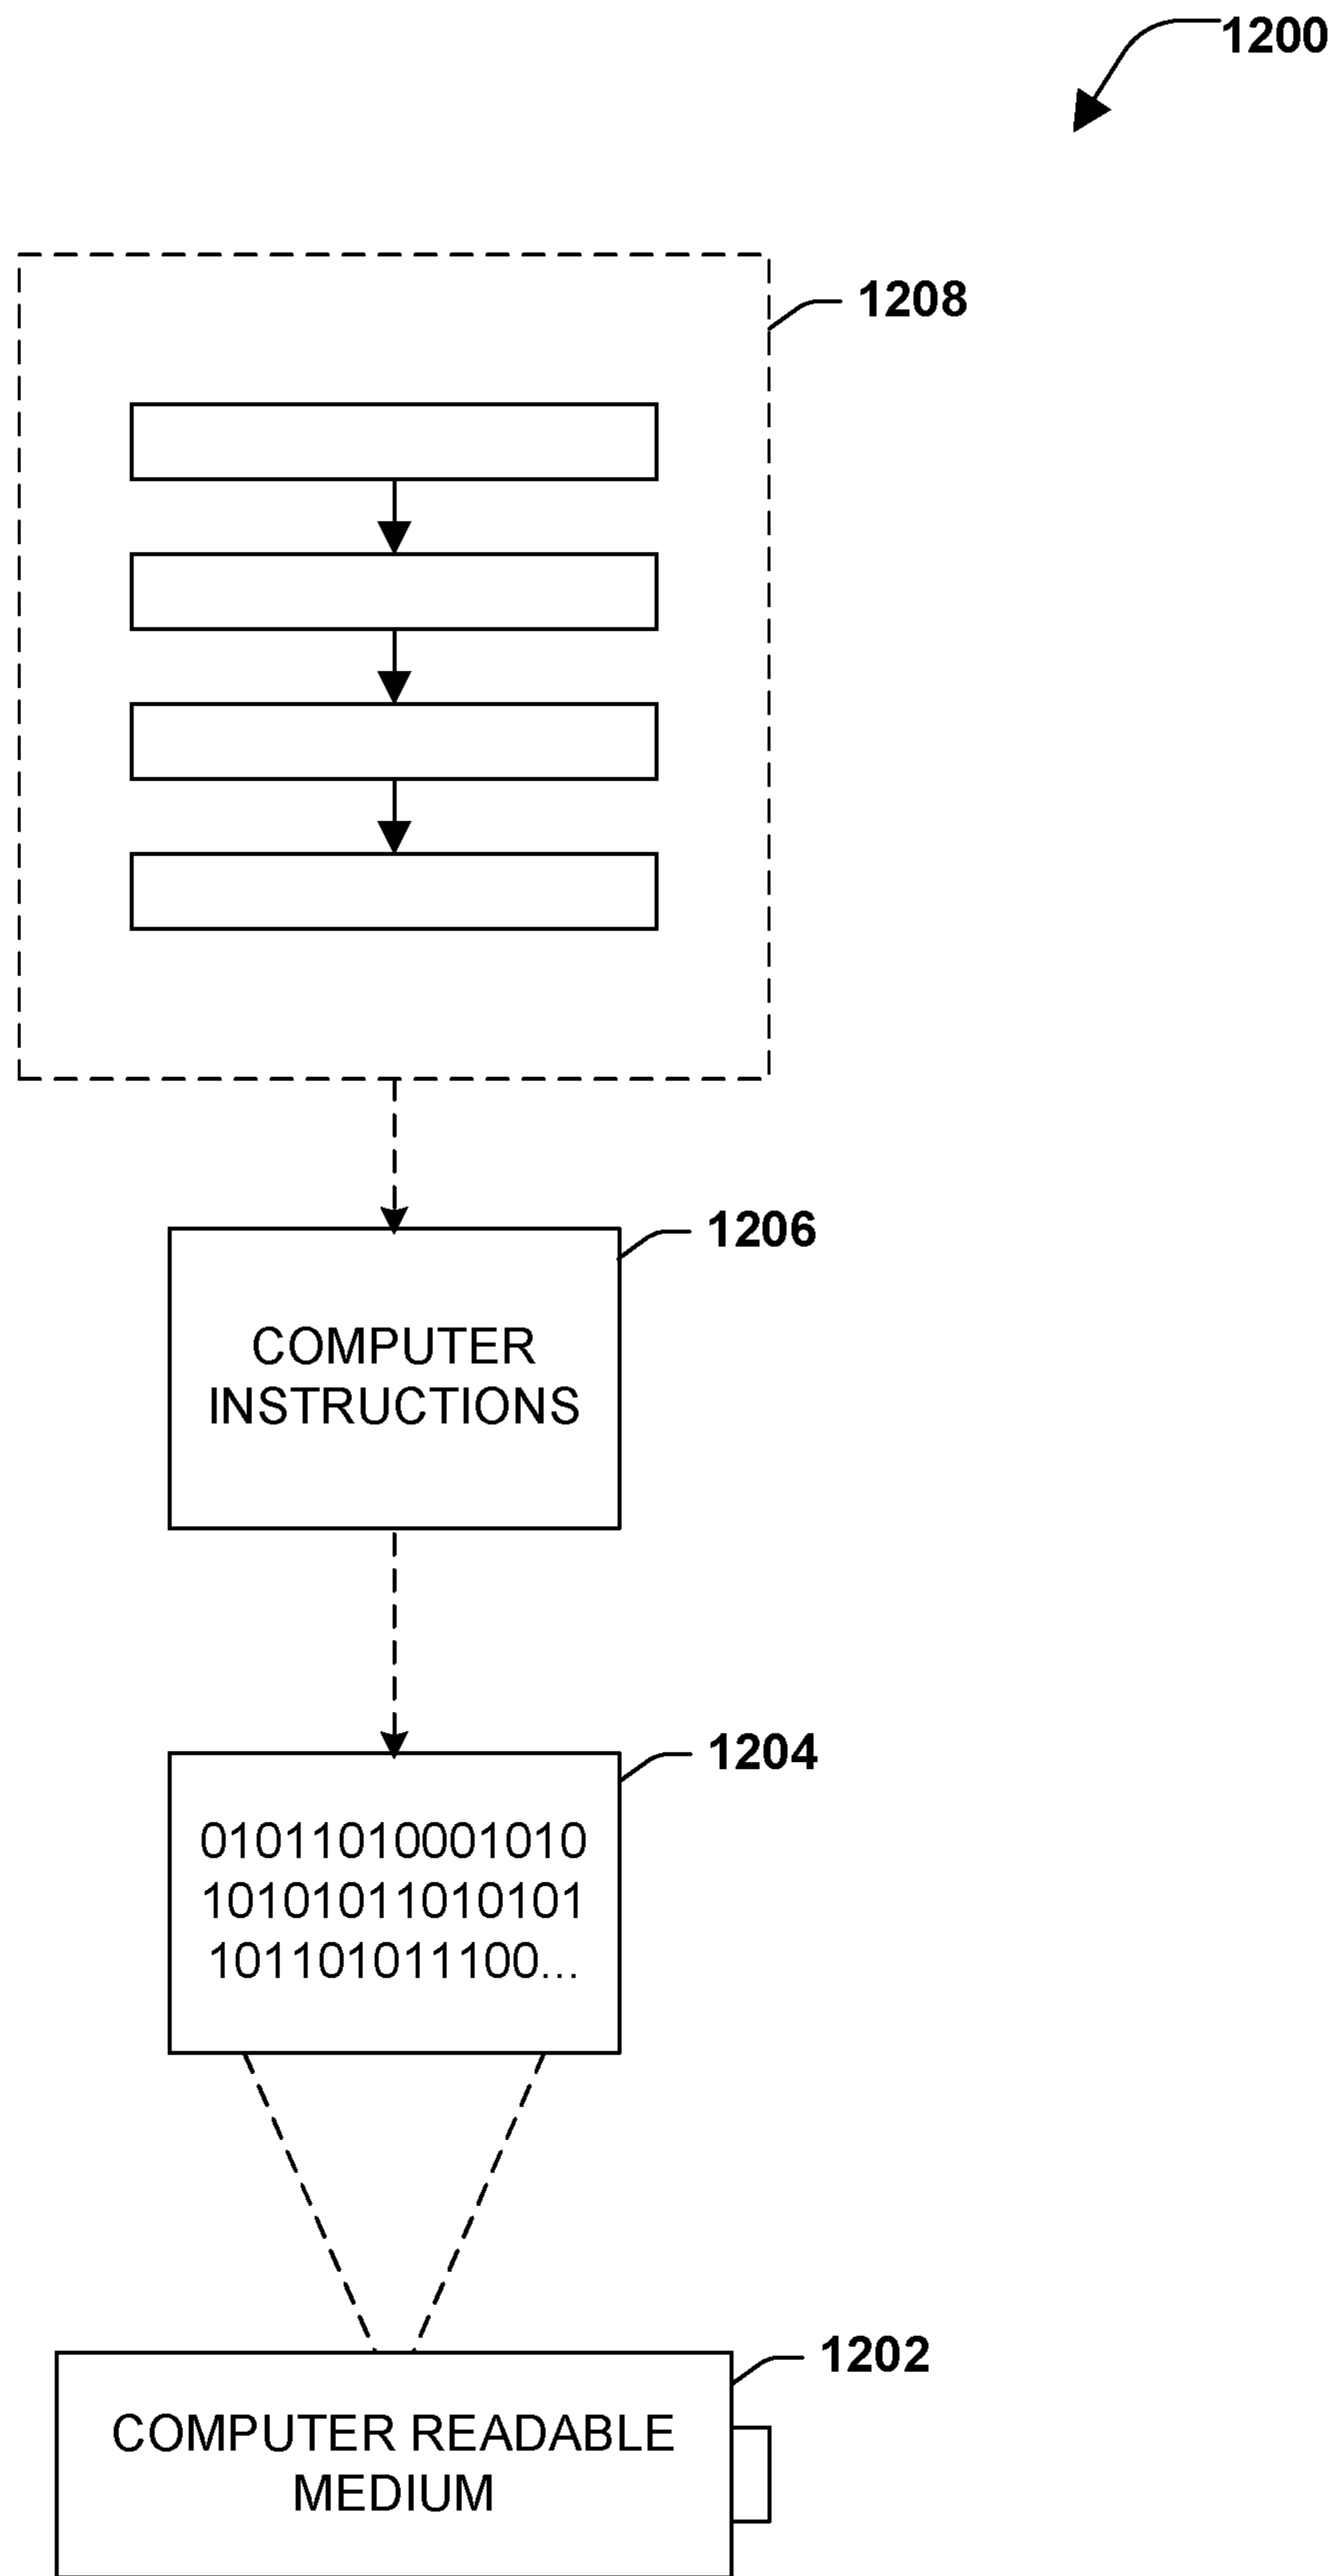 1200
1208
1206
COMPUTER
INSTRUCTIONS
1204
01011010001010
10101011010101
101101011100...
1202
COMPUTER READABLE
MEDIUM